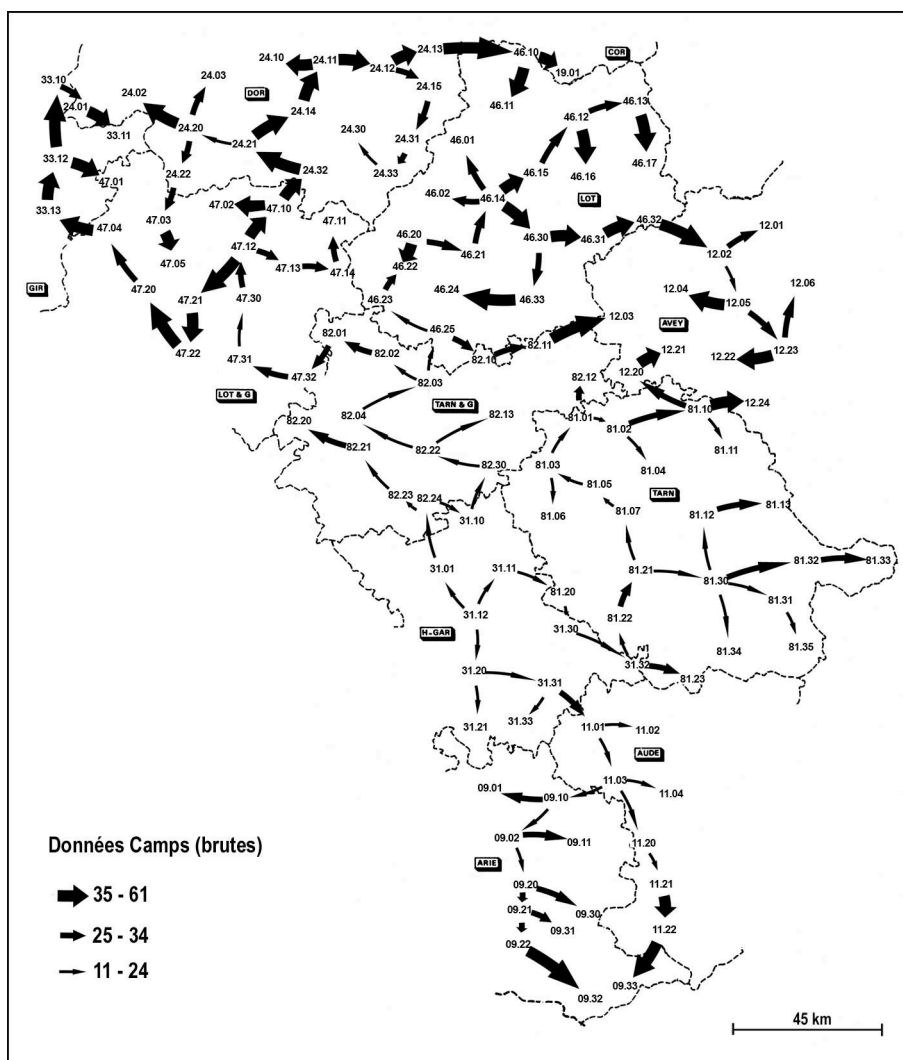 24.10 24.11 24.12 24.13 46.10 COR
19.01
33.10 24.02 24.03 24.15
24.01 DOR 24.14 46.11
33.11 24.20 24.30 46.12 46.13
24.21 24.31 46.01
33.12 24.22 24.32 24.33 46.15 46.16 46.17
47.01 46.02 46.14 LOT
33.13 47.03 47.02 47.10 47.11
47.04 47.12 46.20 46.30 46.31 46.32 12.01
47.05 47.13 47.14 46.22 46.21 12.02
GIR 47.20 47.21 47.30 46.23 46.24 46.33 12.04 12.05 12.06
82.01 46.25 12.03 AVEY
47.22 47.31 82.02 82.10 82.11 12.21 12.22 12.23
47.32 82.03 82.12 12.20
LOT & G TARN & G
82.20 82.04 82.13 81.01 81.02 81.10 12.24
82.21 82.22 81.11
82.30 81.03 81.04
82.23 82.24 81.05 TARN
31.10 81.06 81.07 81.12 81.13
31.01 31.11 81.21 81.30 81.32 81.33
81.20 81.31
31.12 81.22
H-GAR 31.30 81.34 81.35
31.20 31.31 31.32 81.23
31.21 31.33 11.01 11.02
AUDE
09.01 09.10 11.03 11.04
09.02 09.11 11.20
Données Camps (brutes)
ARIE 09.20 11.21
35 - 61
09.21 09.30
09.31 11.22
25 - 34
09.22
11 - 24
09.32 09.33
45 km